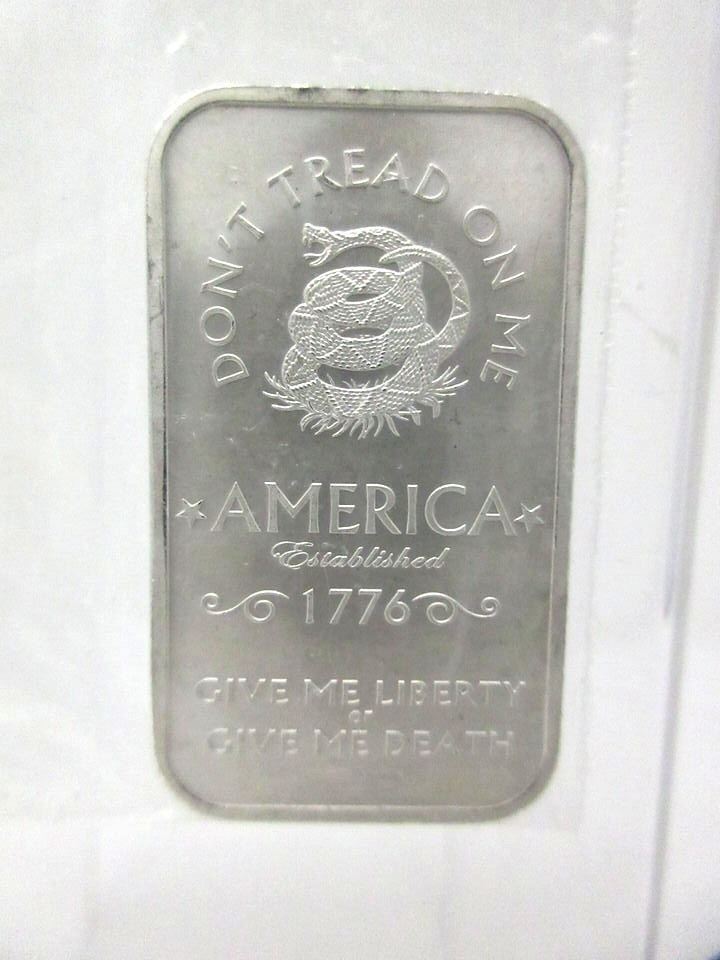 DON'T TREAD ON ME
AMERICA
Established
1776
GIVE ME LIBERTY
or
GIVE ME DEATH